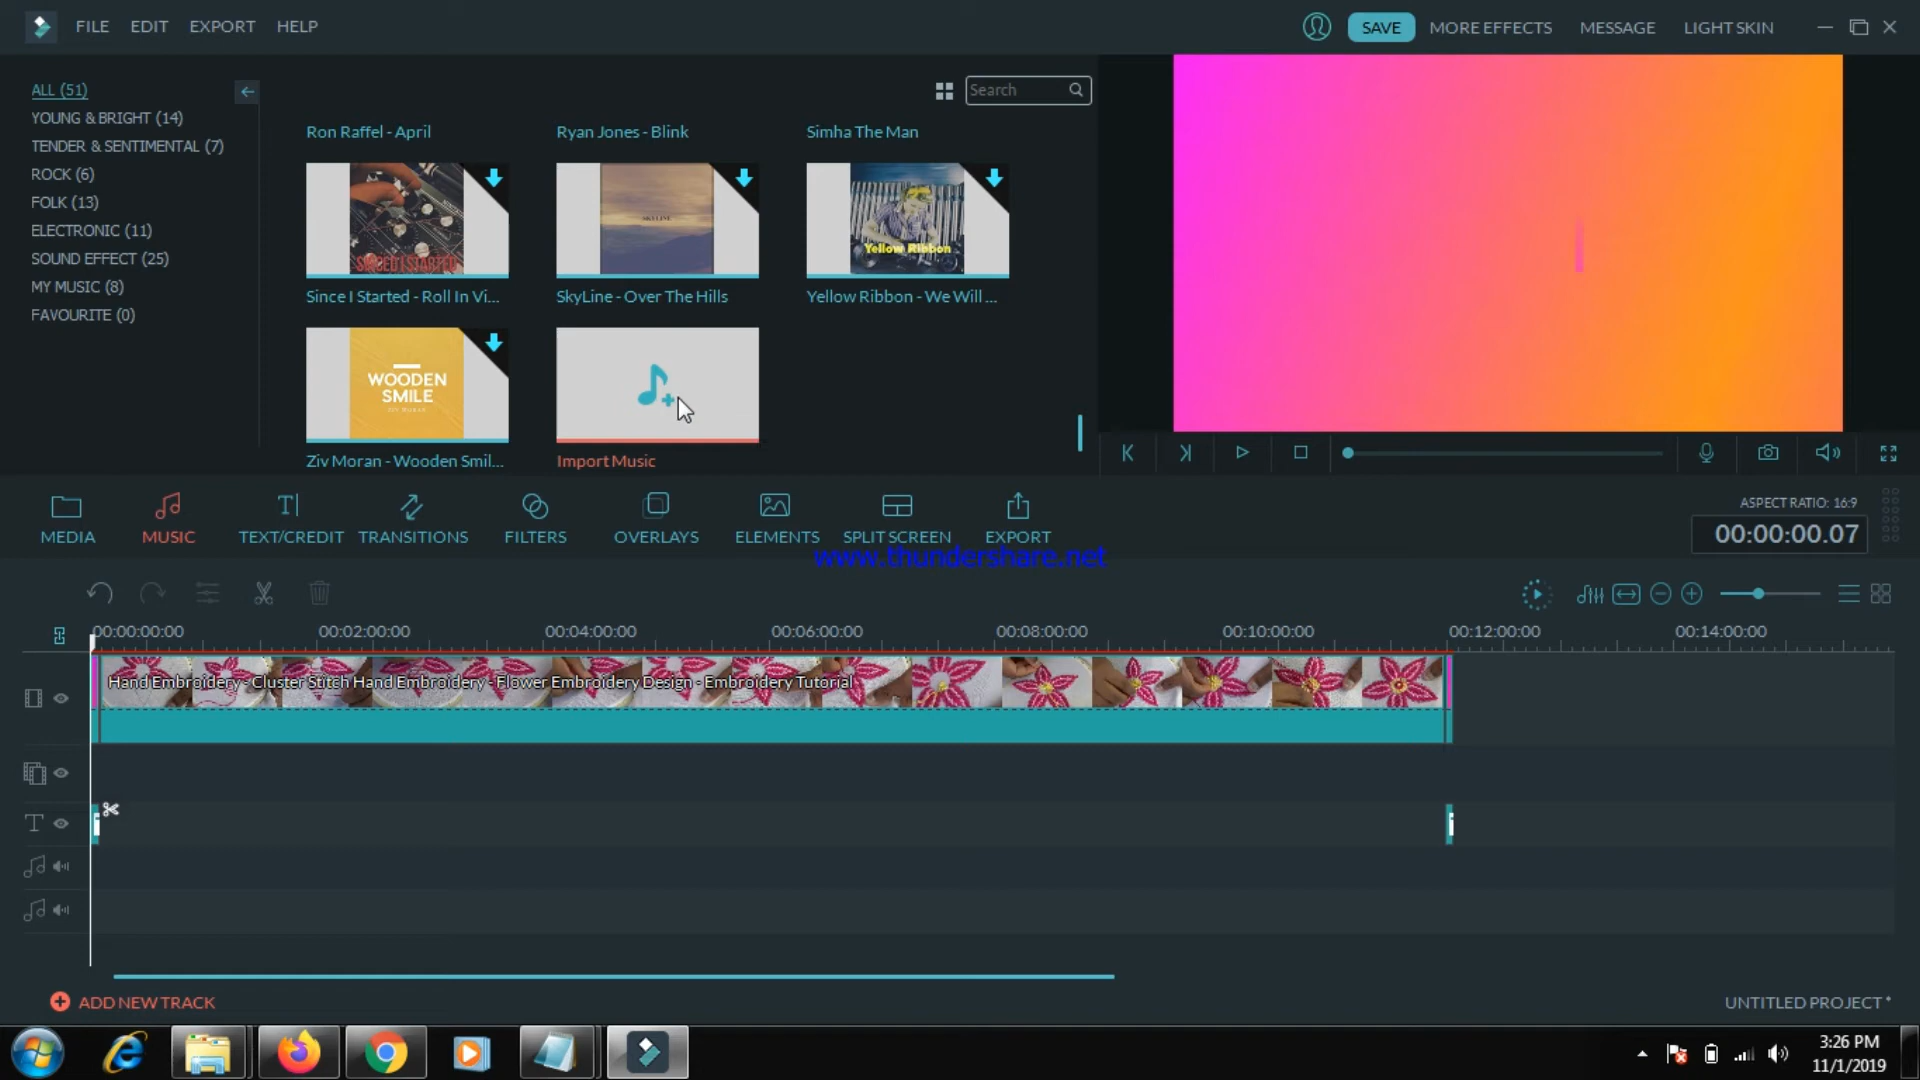 FILE EDIT EXPORT HELP
SAVE MORE EFFECTS MESSAGE LIGHT SKIN
ALL (51)
YOUNG & BRIGHT (14)
TENDER & SENTIMENTAL (7)
ROCK (6)
FOLK (13)
ELECTRONIC (11)
SOUND EFFECT (25)
MY MUSIC (8)
FAVOURITE (0)
Search
Ron Raffel - April Ryan Jones - Blink Simha The Man
SINCE I STARTED
SKYLINE
Yellow Ribbon
Since I Started - Roll In Vi... SkyLine - Over The Hills Yellow Ribbon - We Will ...
WOODEN
SMILE
ZIV MORAN
Ziv Moran - Wooden Smil... Import Music
MEDIA MUSIC TEXT/CREDIT TRANSITIONS FILTERS OVERLAYS ELEMENTS SPLIT SCREEN EXPORT
ASPECT RATIO: 16:9
00:00:00.07
www.thundershare.net
00:00:00:00 00:02:00:00 00:04:00:00 00:06:00:00 00:08:00:00 00:10:00:00 00:12:00:00 00:14:00:00
Hand Embroidery - Cluster Stitch Hand Embroidery - Flower Embroidery Design - Embroidery Tutorial
ADD NEW TRACK
UNTITLED PROJECT *
3:26 PM
11/1/2019